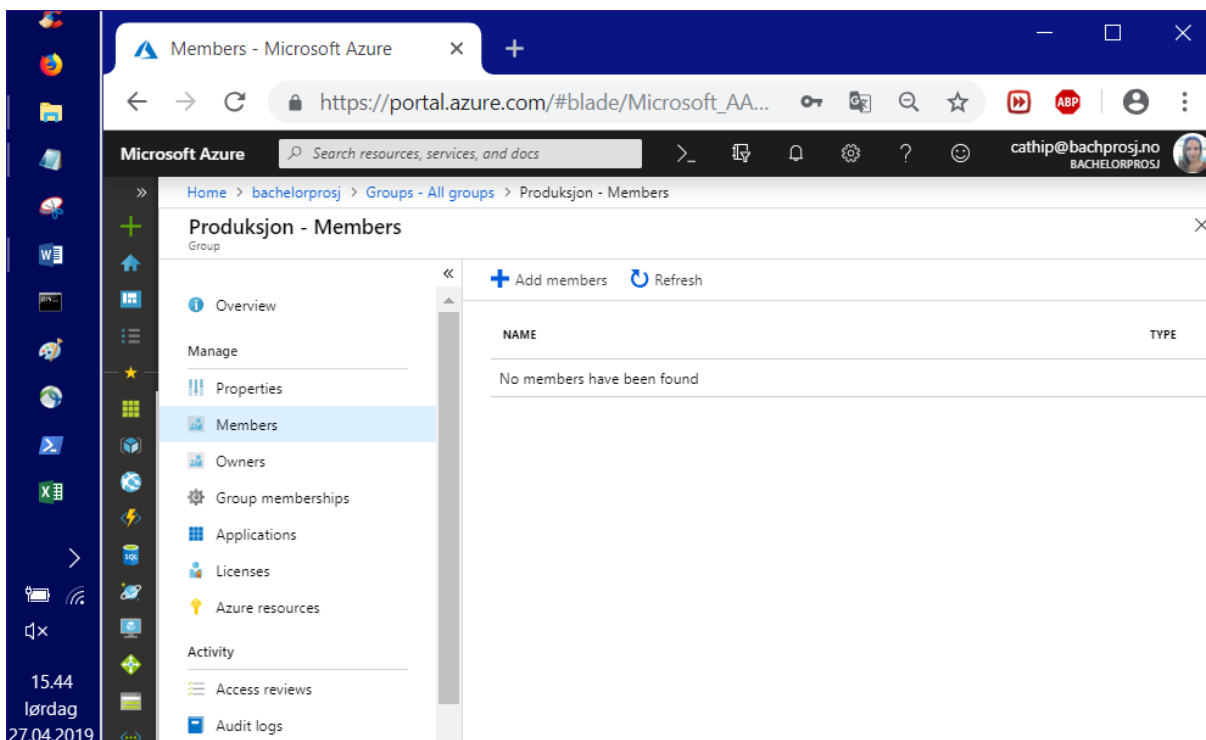 Members - Microsoft Azure
https://portal.azure.com/#blade/Microsoft_AA...
ABP
Microsoft Azure
Search resources, services, and docs
cathip@bachprosj.no
BACHELORPROSJ
Home > bachelorprosj > Groups - All groups > Produksjon - Members
Produksjon - Members
Group
Add members
Refresh
Overview
NAME
TYPE
Manage
No members have been found
Properties
Members
Owners
Group memberships
Applications
Licenses
SQL
Azure resources
Activity
Access reviews
Audit logs
15.44
lørdag
27.04.2019